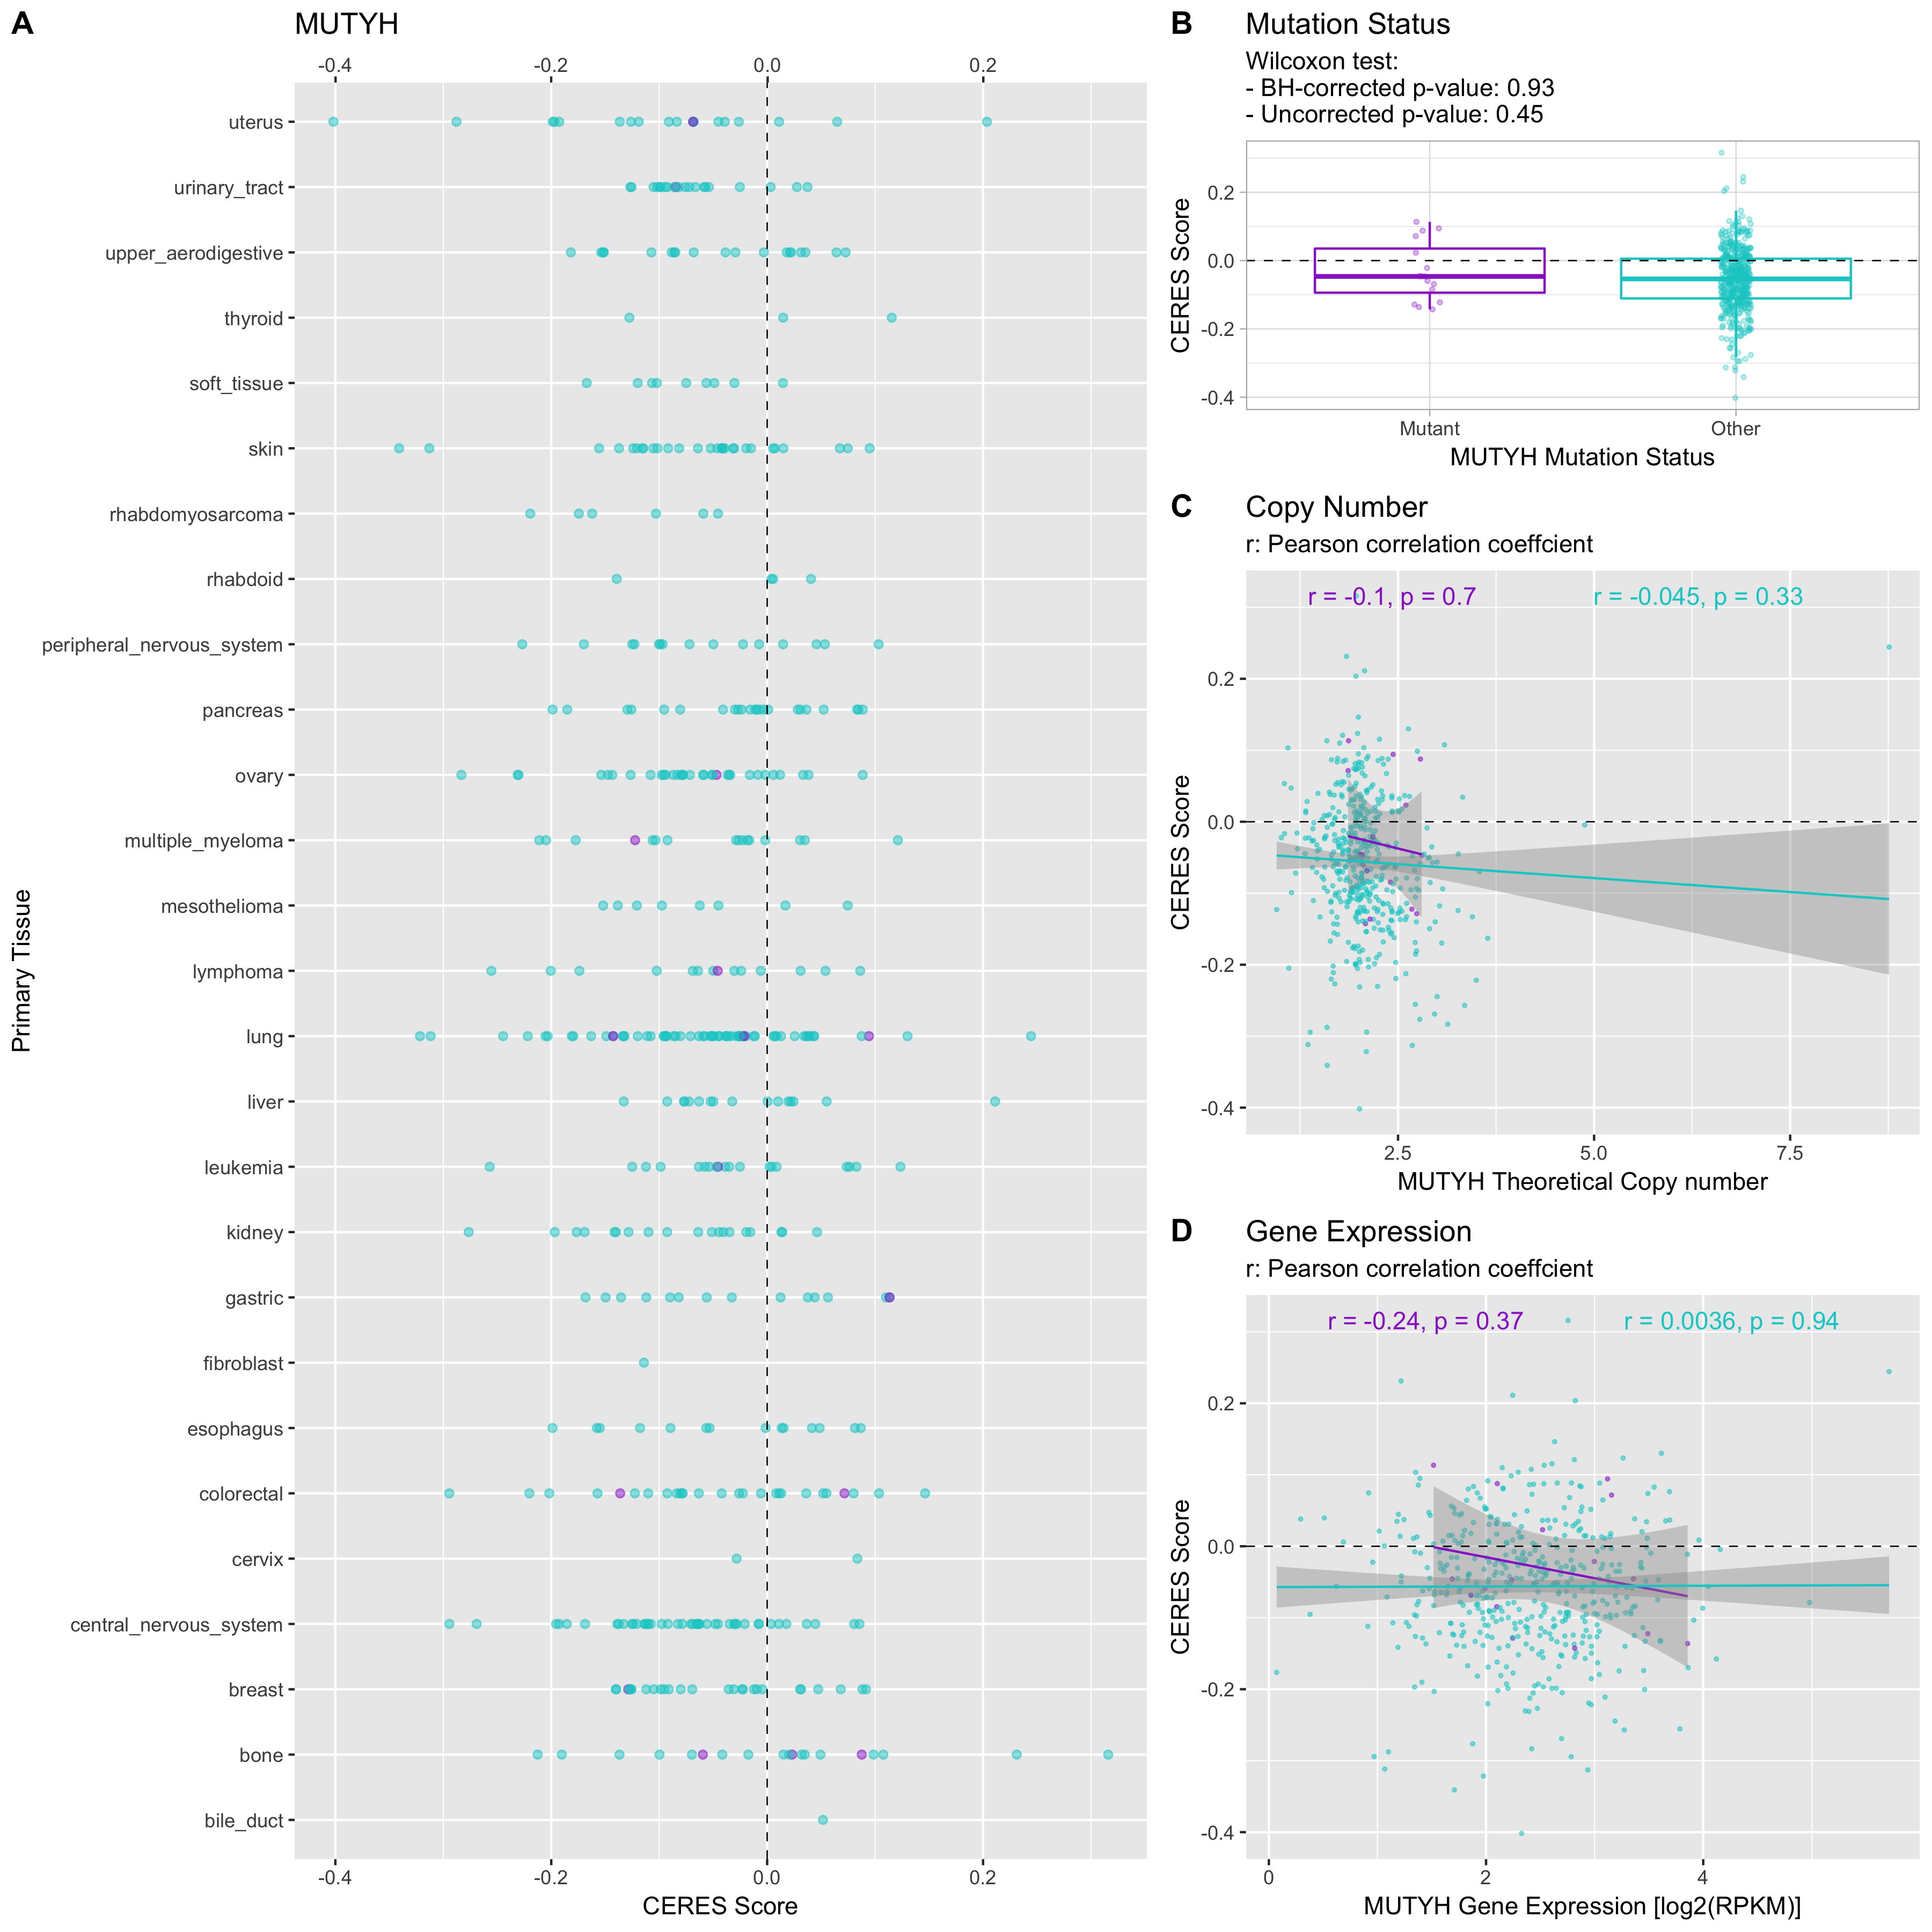 A
MUTYH
-0.4 -0.2 0.0 0.2
uterus
urinary_tract
upper_aerodigestive
thyroid
soft_tissue
skin
rhabdomyosarcoma
rhabdoid
peripheral_nervous_system
pancreas
ovary
multiple_myeloma
mesothelioma
lymphoma
lung
liver
leukemia
kidney
gastric
fibroblast
esophagus
colorectal
cervix
central_nervous_system
breast
bone
bile_duct
Primary Tissue
-0.4 -0.2 0.0 0.2
CERES Score
B
Mutation Status
Wilcoxon test:
- BH-corrected p-value: 0.93
- Uncorrected p-value: 0.45
CERES Score
0.2
0.0
-0.2
-0.4
Mutant Other
MUTYH Mutation Status
C
Copy Number
r: Pearson correlation coeffcient
r = -0.1, p = 0.7 r = -0.045, p = 0.33
CERES Score
0.2
0.0
-0.2
-0.4
2.5 5.0 7.5
MUTYH Theoretical Copy number
D
Gene Expression
r: Pearson correlation coeffcient
r = -0.24, p = 0.37 r = 0.0036, p = 0.94
CERES Score
0.2
0.0
-0.2
-0.4
0 2 4
MUTYH Gene Expression [log2(RPKM)]